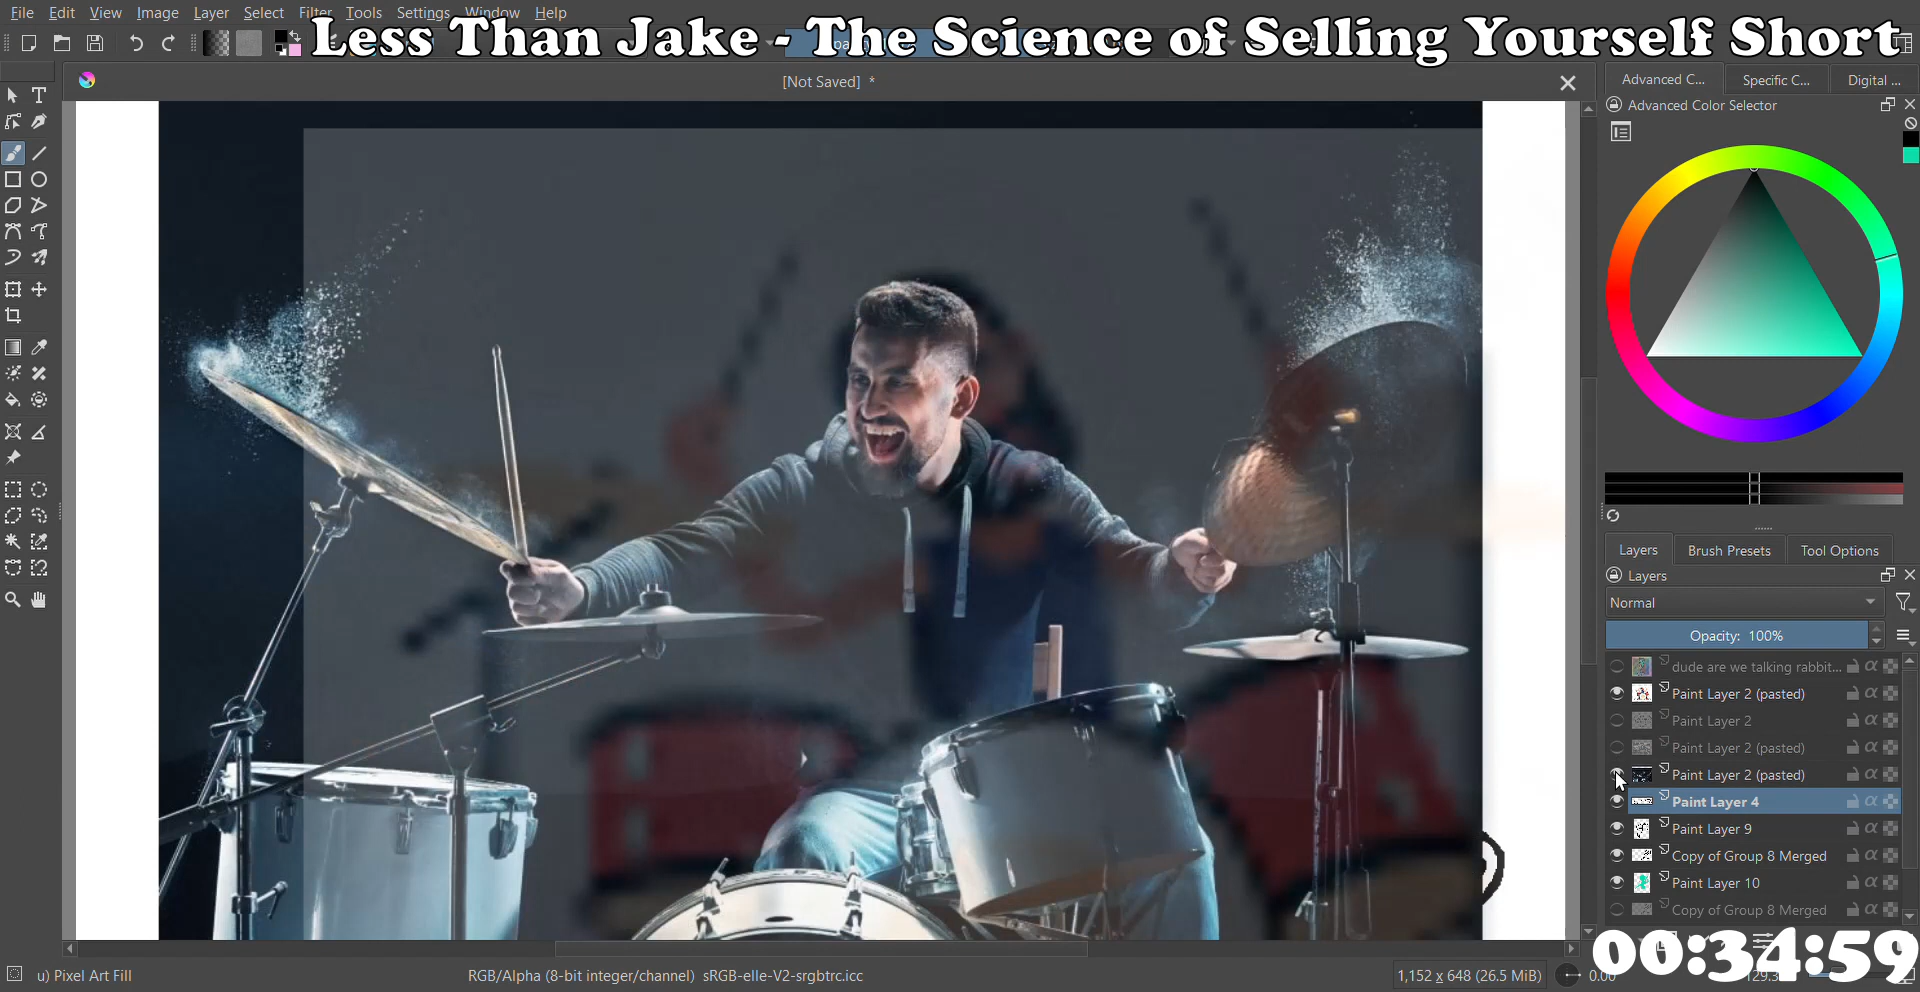 File Edit View Image Layer Select Filter Tools Settings Window Help
Less Than Jake - The Science of Selling Yourself Short
[Not Saved] *
Advanced C... Specific C... Digital ...
Advanced Color Selector
Layers Brush Presets Tool Options
Layers
Normal
Opacity: 100%
dude are we talking rabbit...
Paint Layer 2 (pasted)
Paint Layer 2
Paint Layer 2 (pasted)
Paint Layer 2 (pasted)
Paint Layer 4
Paint Layer 9
Copy of Group 8 Merged
Paint Layer 10
Copy of Group 8 Merged
00:34:59
u) Pixel Art Fill RGB/Alpha (8-bit integer/channel) sRGB-elle-V2-srgbtrc.icc 1,152 x 648 (26.5 MiB)